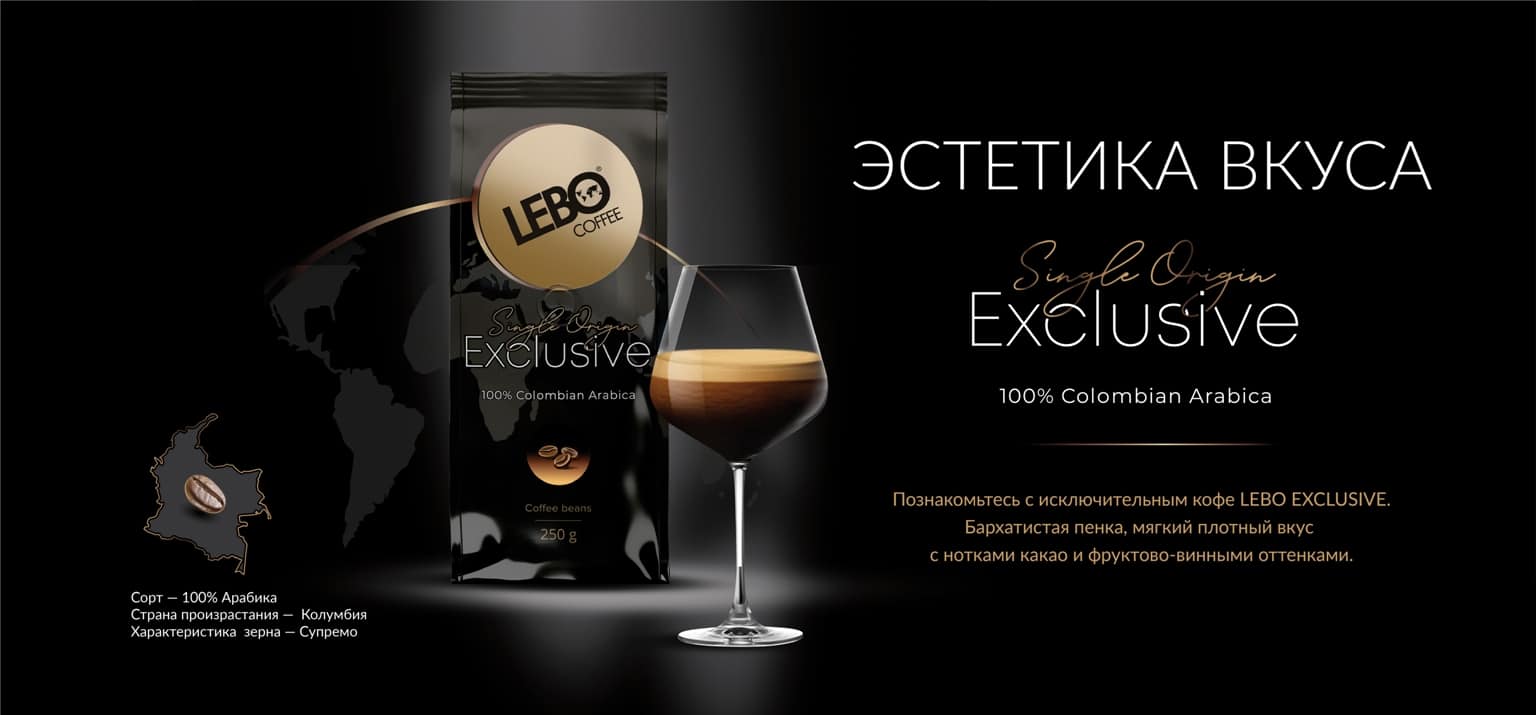 LEBO®
COFFEE
Single Origin
Exclusive
100% Colombian Arabica
Coffee beans
250 g
Сорт — 100% Арабика
Страна произрастания — Колумбия
Характеристика зерна — Супремо
ЭСТЕТИКА ВКУСА
Single Origin
Exclusive
100% Colombian Arabica
Познакомьтесь с исключительным кофе LEBO EXCLUSIVE.
Бархатистая пенка, мягкий плотный вкус
с нотками какао и фруктово-винными оттенками.